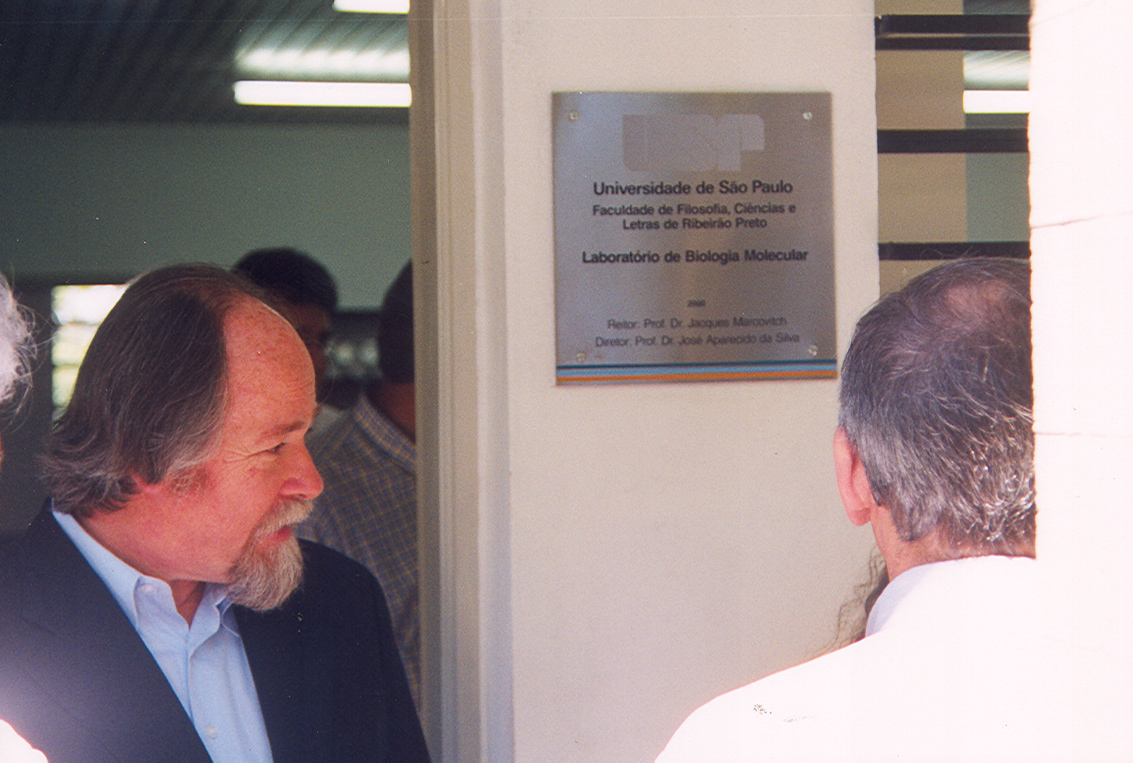 USP
Universidade de São Paulo
Faculdade de Filosofia, Ciências e
Letras de Ribeirão Preto
Laboratório de Biologia Molecular
2000
Reitor: Prof. Dr. Jacques Marcovitch
Diretor: Prof. Dr. José Aparecido da Silva